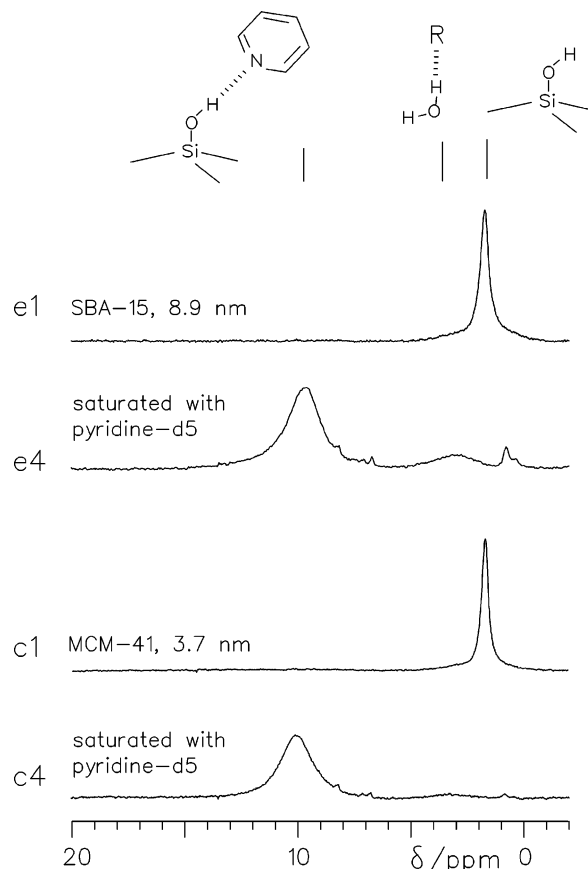 N
H
O
Si
R
H
H O
H
O
Si
e1 SBA-15, 8.9 nm
saturated with
pyridine-d5
e4
c1 MCM-41, 3.7 nm
saturated with
pyridine-d5
c4
20 10 δ/ppm 0